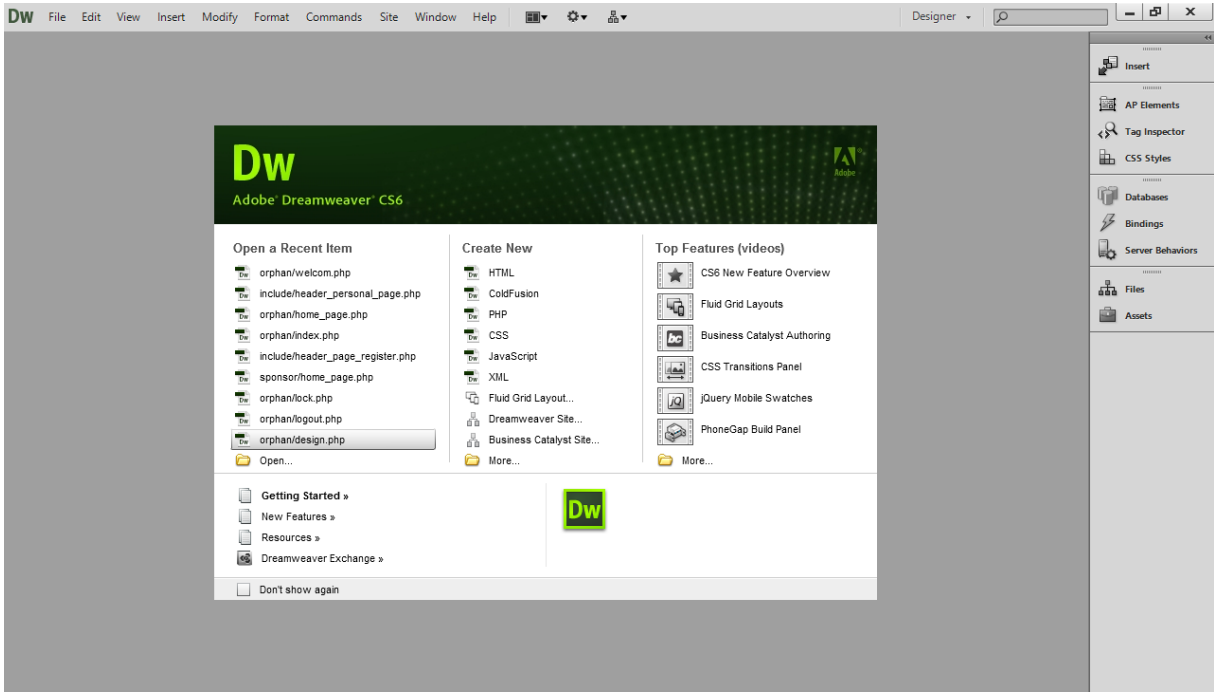 DW File Edit View Insert Modify Format Commands Site Window Help Designer
Insert
AP Elements
Tag Inspector
CSS Styles
Databases
Bindings
Server Behaviors
Files
Assets
Dw
Adobe® Dreamweaver® CS6
Adobe
Open a Recent Item
orphan/welcom.php
include/header_personal_page.php
orphan/home_page.php
orphan/index.php
include/header_page_register.php
sponsor/home_page.php
orphan/lock.php
orphan/logout.php
orphan/design.php
Open...
Create New
HTML
ColdFusion
PHP
CSS
JavaScript
XML
Fluid Grid Layout...
Dreamweaver Site...
Business Catalyst Site...
More...
Top Features (videos)
CS6 New Feature Overview
Fluid Grid Layouts
bc Business Catalyst Authoring
CSS Transitions Panel
jQ jQuery Mobile Swatches
PhoneGap Build Panel
More...
Getting Started »
New Features »
Resources »
Dreamweaver Exchange »
Dw
Don't show again